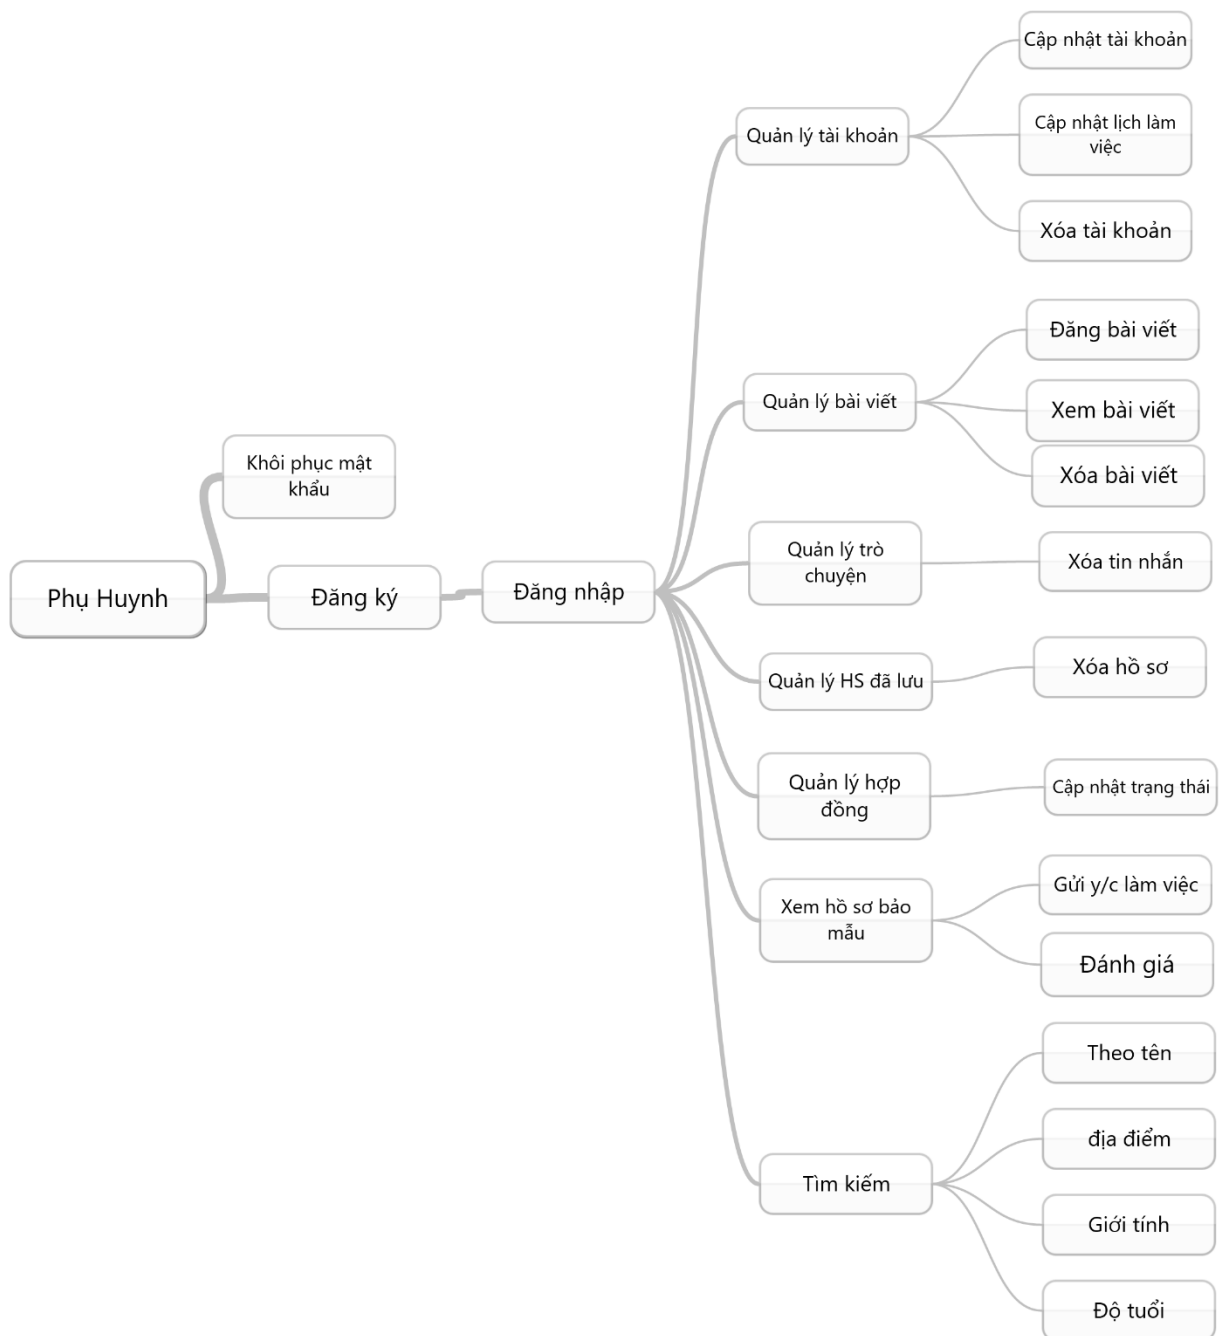 Phụ Huynh
Khôi phục mật
khẩu
Đăng ký
Đăng nhập
Quản lý tài khoản
Cập nhật tài khoản
Cập nhật lịch làm
việc
Xóa tài khoản
Quản lý bài viết
Đăng bài viết
Xem bài viết
Xóa bài viết
Quản lý trò
chuyện
Xóa tin nhắn
Quản lý HS đã lưu
Xóa hồ sơ
Quản lý hợp
đồng
Cập nhật trạng thái
Xem hồ sơ bảo
mẫu
Gửi y/c làm việc
Đánh giá
Tìm kiếm
Theo tên
địa điểm
Giới tính
Độ tuổi